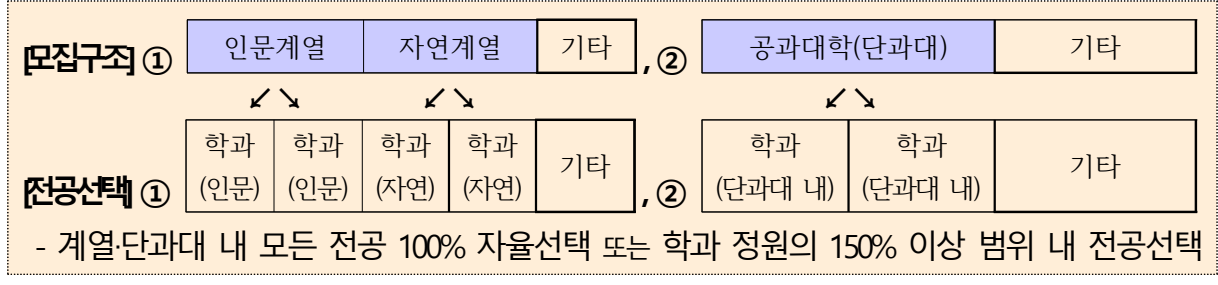 [모집구조] ① 인문계열 자연계열 기타 , ② 공과대학(단과대) 기타
↙ ↘ ↙ ↘ ↙ ↘
학과 학과 학과 학과 학과 학과
[전공선택] ① (인문) (인문) (자연) (자연) 기타 , ② (단과대 내) (단과대 내) 기타
- 계열·단과대 내 모든 전공 100% 자율선택 또는 학과 정원의 150% 이상 범위 내 전공선택